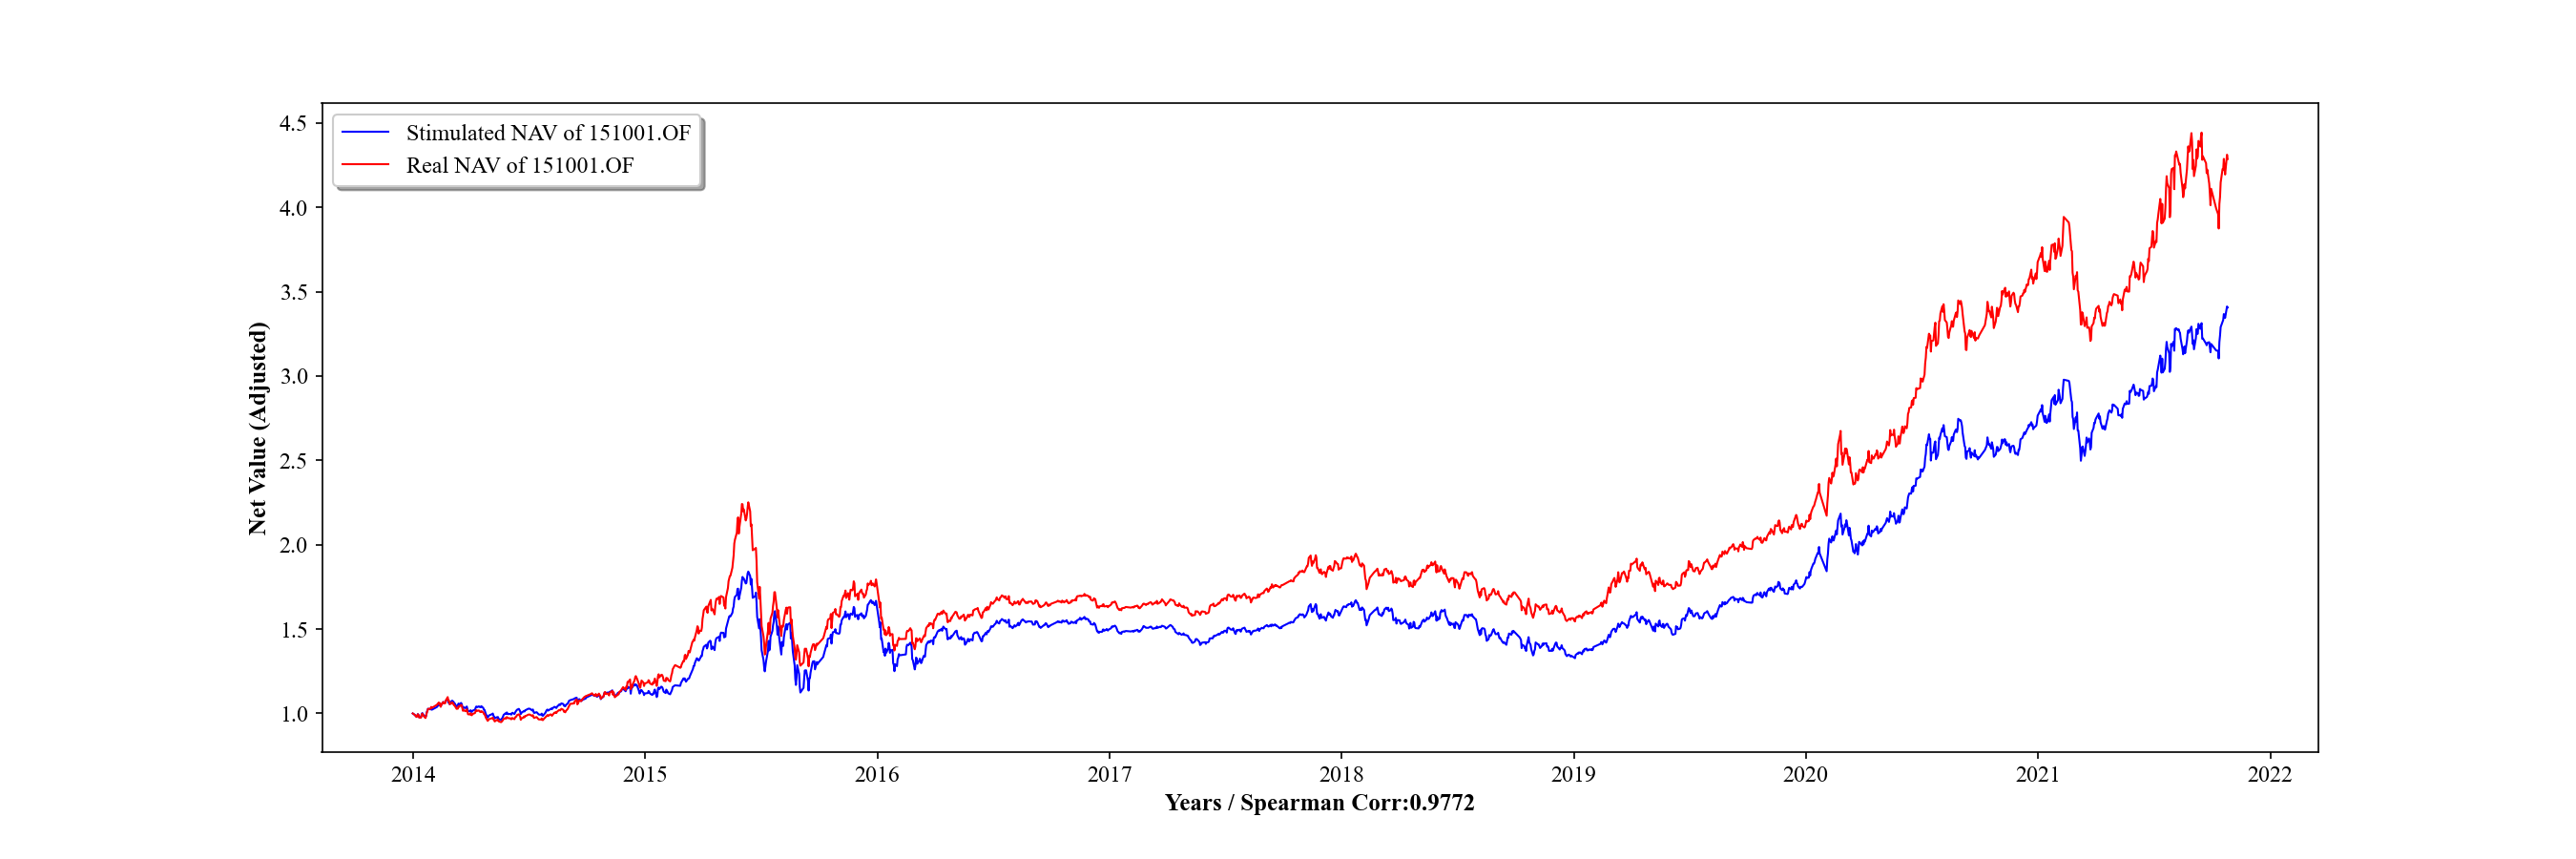 Stimulated NAV of 151001.OF
Real NAV of 151001.OF
Net Value (Adjusted)
4.5
4.0
3.5
3.0
2.5
2.0
1.5
1.0
2014 2015 2016 2017 2018 2019 2020 2021 2022
Years / Spearman Corr:0.9772